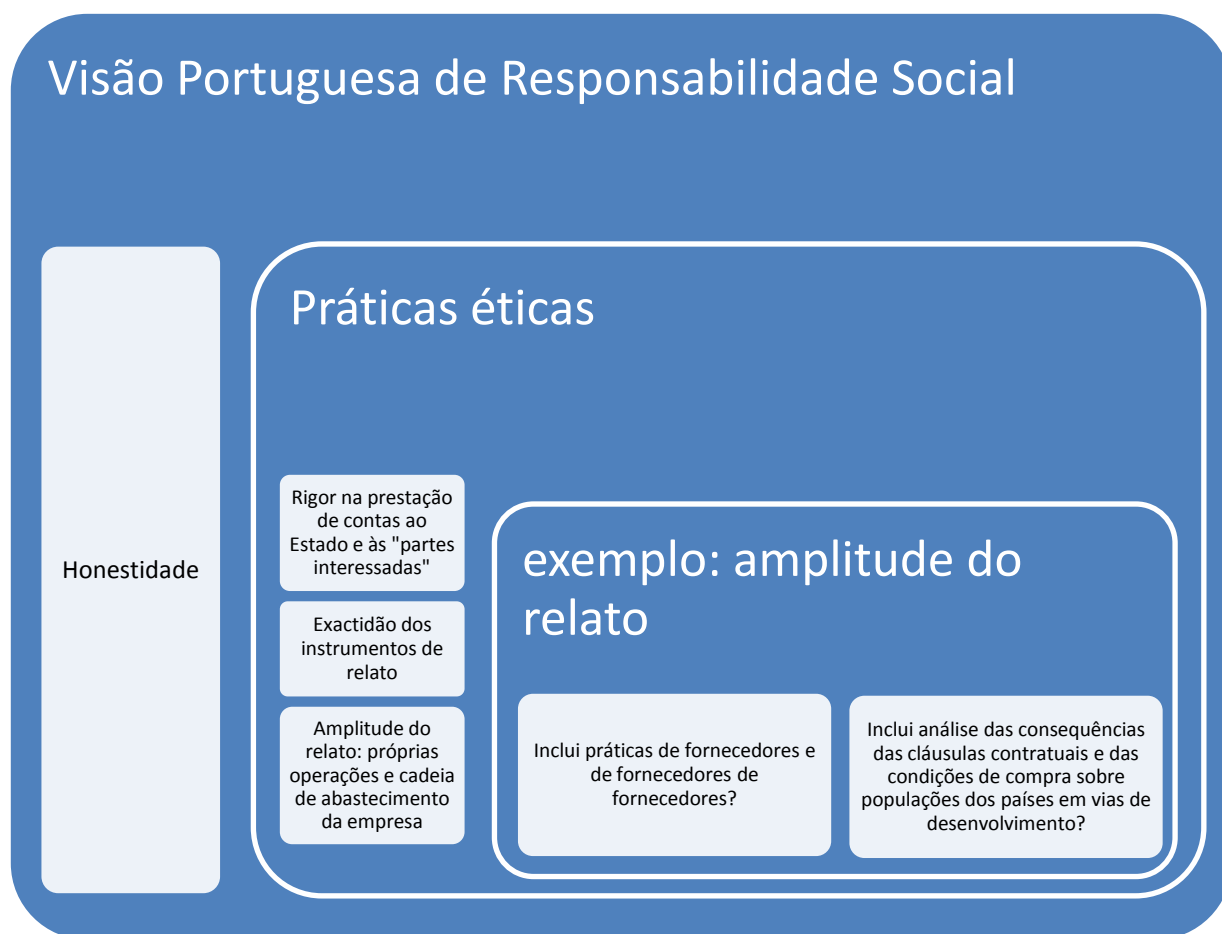 Visão Portuguesa de Responsabilidade Social
Honestidade
Práticas éticas
Rigor na prestação
de contas ao
Estado e às "partes
interessadas"
Exactidão dos
instrumentos de
relato
Amplitude do
relato: próprias
operações e cadeia
de abastecimento
da empresa
exemplo: amplitude do
relato
Inclui práticas de fornecedores e
de fornecedores de
fornecedores?
Inclui análise das consequências
das cláusulas contratuais e das
condições de compra sobre
populações dos países em vias de
desenvolvimento?